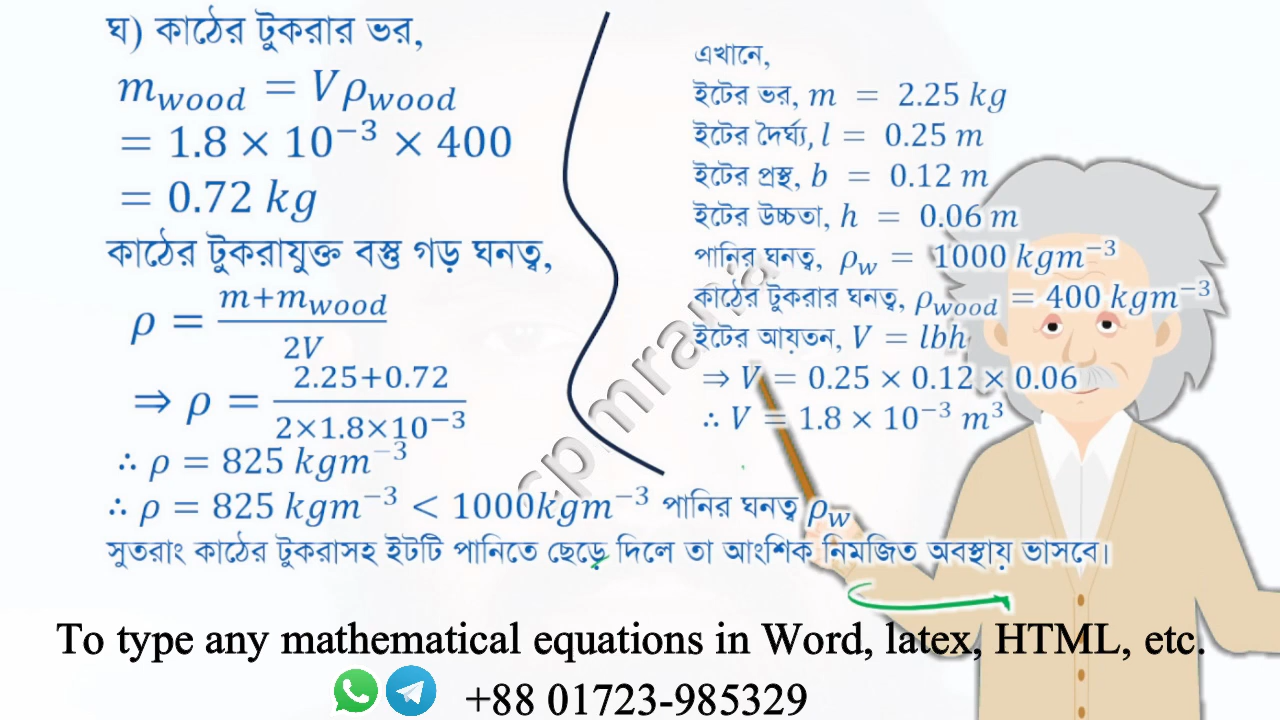 ঘ) কাঠের টুকরার ভর,
m_wood = Vρ_wood
= 1.8 × 10⁻³ × 400
= 0.72 kg
কাঠের টুকরাযুক্ত বস্তু গড় ঘনত্ব,
ρ = (m+m_wood)/(2V)
⇒ ρ = (2.25+0.72)/(2×1.8×10⁻³)
∴ ρ = 825 kgm⁻³
∴ ρ = 825 kgm⁻³ < 1000kgm⁻³ পানির ঘনত্ব ρ_w
সুতরাং কাঠের টুকরাসহ ইটটি পানিতে ছেড়ে দিলে তা আংশিক নিমজিত অবস্থায় ভাসবে।
এখানে,
ইটের ভর, m = 2.25 kg
ইটের দৈর্ঘ্য, l = 0.25 m
ইটের প্রস্থ, b = 0.12 m
ইটের উচ্চতা, h = 0.06 m
পানির ঘনত্ব, ρ_w = 1000 kgm⁻³
কাঠের টুকরার ঘনত্ব, ρ_wood = 400 kgm⁻³
ইটের আয়তন, V = lbh
⇒ V = 0.25 × 0.12 × 0.06
∴ V = 1.8 × 10⁻³ m³
cpmrana
To type any mathematical equations in Word, latex, HTML, etc.
+88 01723-985329